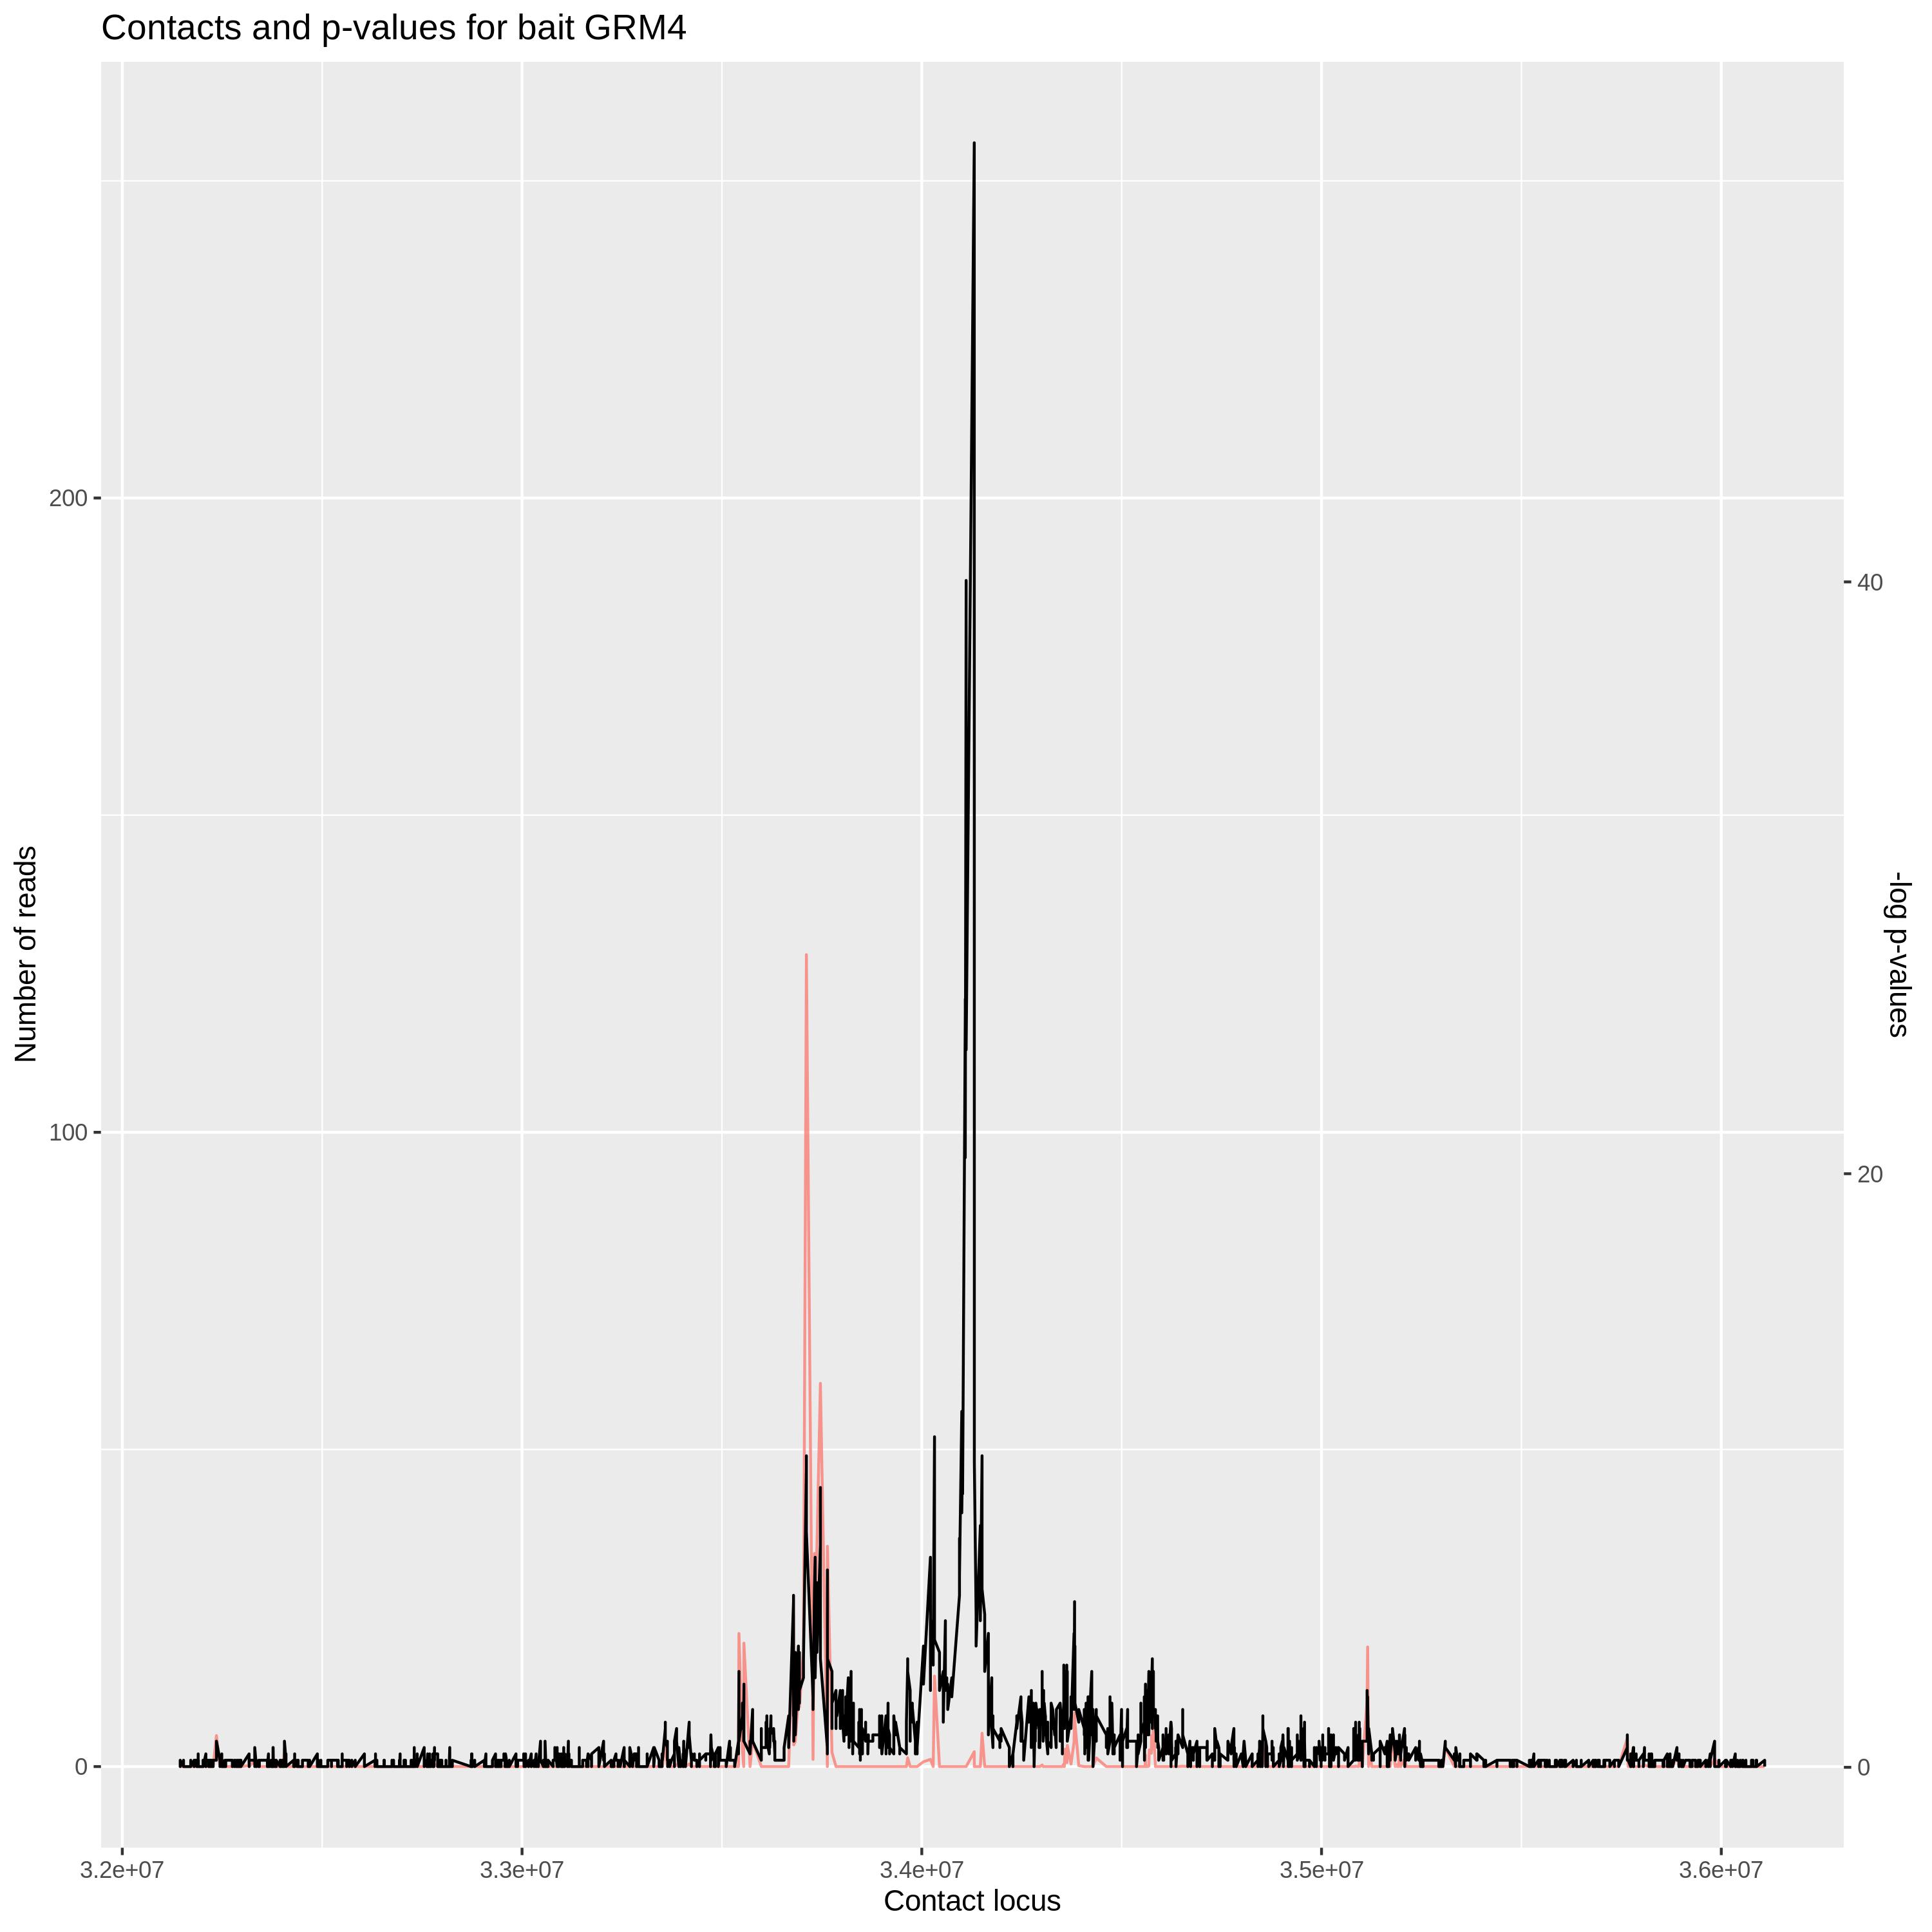 Contacts and p-values for bait GRM4
Number of reads
200
100
0
-log p-values
40
20
0
3.2e+07
3.3e+07
3.4e+07
3.5e+07
3.6e+07
Contact locus